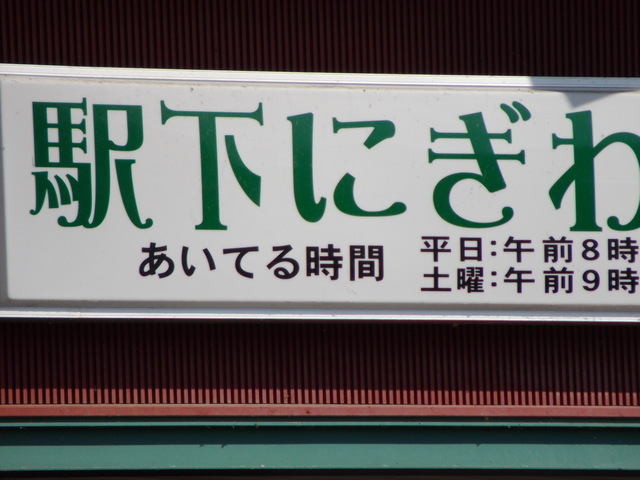 駅下にぎわ
あいてる時間
平日：午前8時
土曜：午前9時